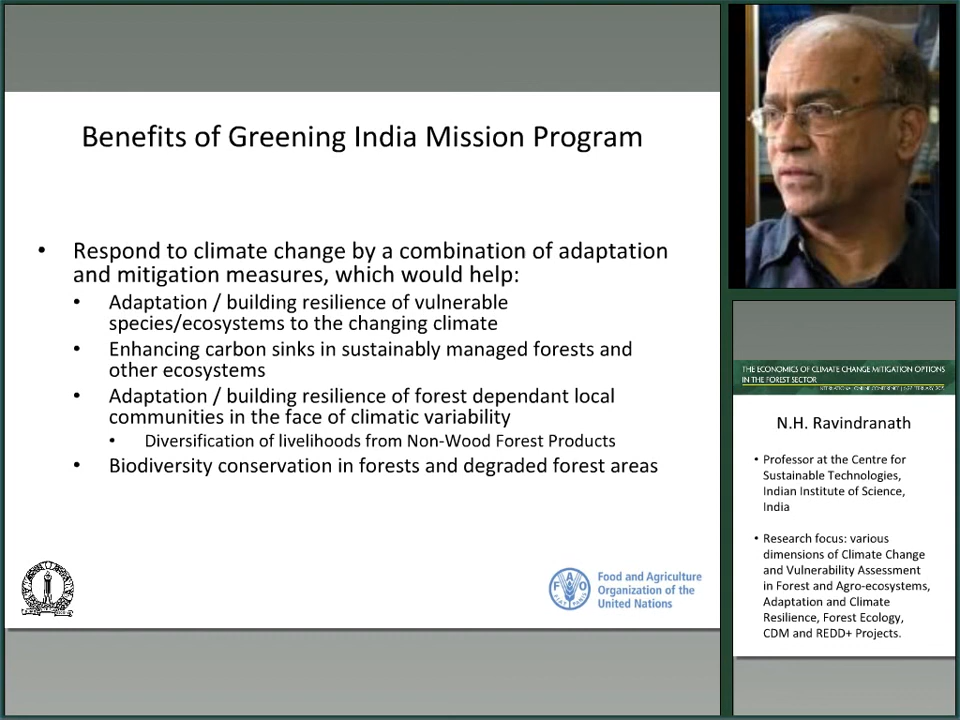 Benefits of Greening India Mission Program
• Respond to climate change by a combination of adaptation
and mitigation measures, which would help:
• Adaptation / building resilience of vulnerable
species/ecosystems to the changing climate
• Enhancing carbon sinks in sustainably managed forests and
other ecosystems
• Adaptation / building resilience of forest dependant local
communities in the face of climatic variability
• Diversification of livelihoods from Non-Wood Forest Products
• Biodiversity conservation in forests and degraded forest areas
F A O
FIAT PANIS
Food and Agriculture
Organization of the
United Nations
THE ECONOMICS OF CLIMATE CHANGE MITIGATION OPTIONS
IN THE FOREST SECTOR
INTERNATIONAL ONLINE CONFERENCE
N.H. Ravindranath
• Professor at the Centre for
Sustainable Technologies,
Indian Institute of Science,
India
• Research focus: various
dimensions of Climate Change
and Vulnerability Assessment
in Forest and Agro-ecosystems,
Adaptation and Climate
Resilience, Forest Ecology,
CDM and REDD+ Projects.